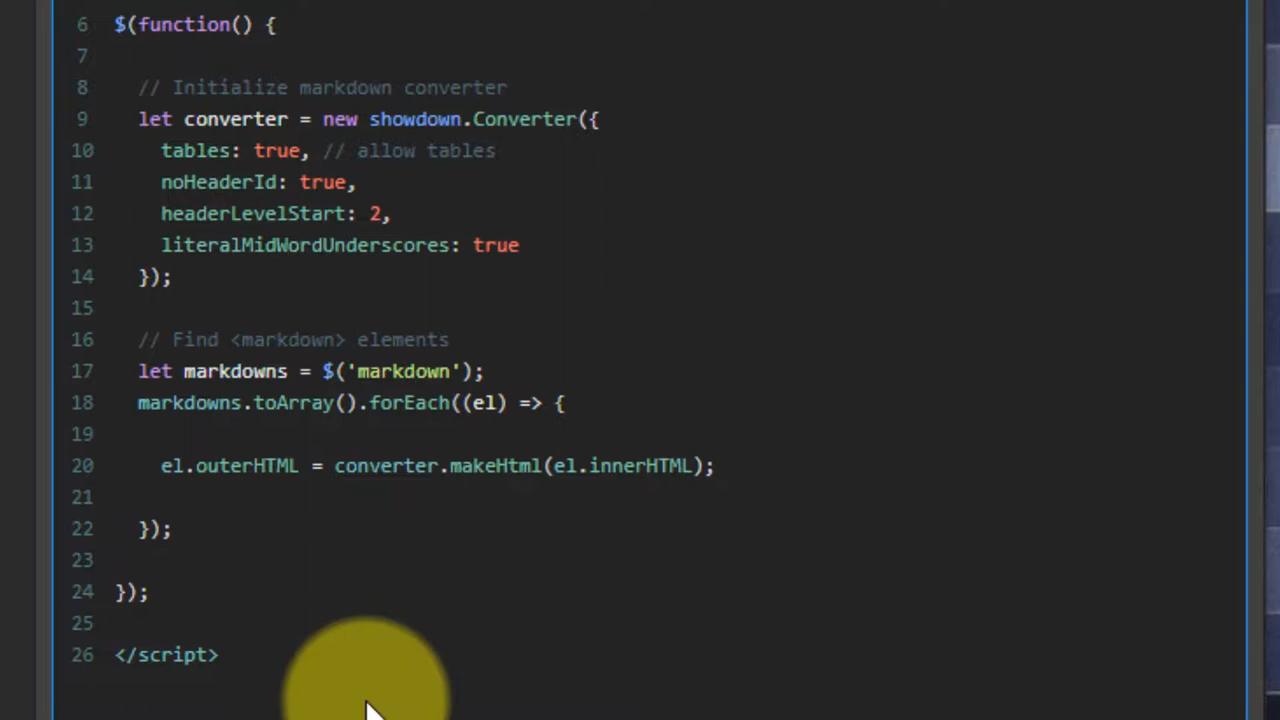 6 $(function() {
7
8 // Initialize markdown converter
9 let converter = new showdown.Converter({
10 tables: true, // allow tables
11 noHeaderId: true,
12 headerLevelStart: 2,
13 literalMidWordUnderscores: true
14 });
15
16 // Find <markdown> elements
17 let markdowns = $('markdown');
18 markdowns.toArray().forEach((el) => {
19
20 el.outerHTML = converter.makeHtml(el.innerHTML);
21
22 });
23
24 });
25
26 </script>